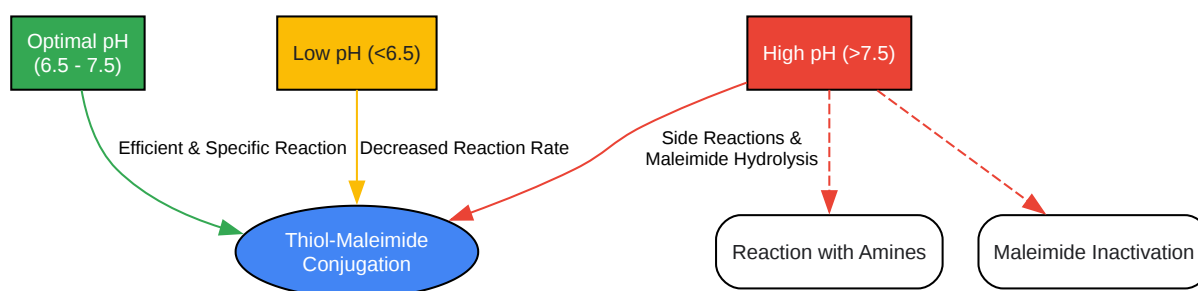 Optimal pH
(6.5 - 7.5)
Low pH (<6.5)
High pH (>7.5)
Efficient & Specific Reaction
Decreased Reaction Rate
Side Reactions &
Maleimide Hydrolysis
Thiol-Maleimide
Conjugation
Reaction with Amines
Maleimide Inactivation